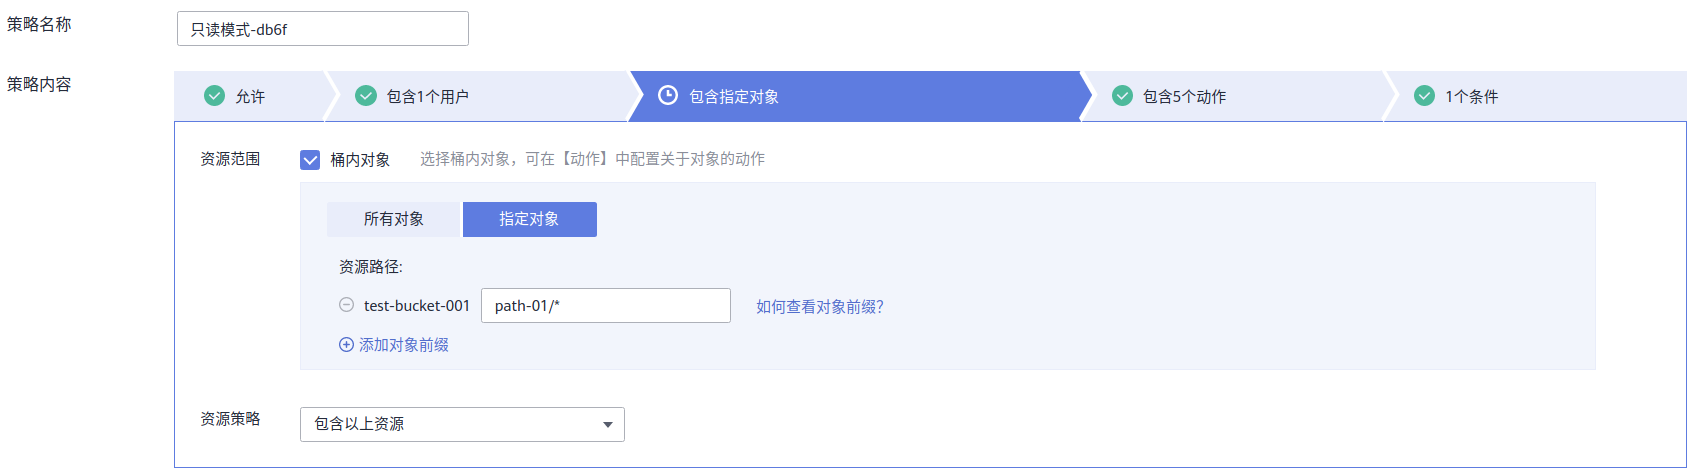 策略名称 只读模式-db6f
策略内容 允许 包含1个用户 包含指定对象 包含5个动作 1个条件
资源范围 桶内对象 选择桶内对象，可在【动作】中配置关于对象的动作
所有对象 指定对象
资源路径:
test-bucket-001 path-01/* 如何查看对象前缀?
添加对象前缀
资源策略 包含以上资源